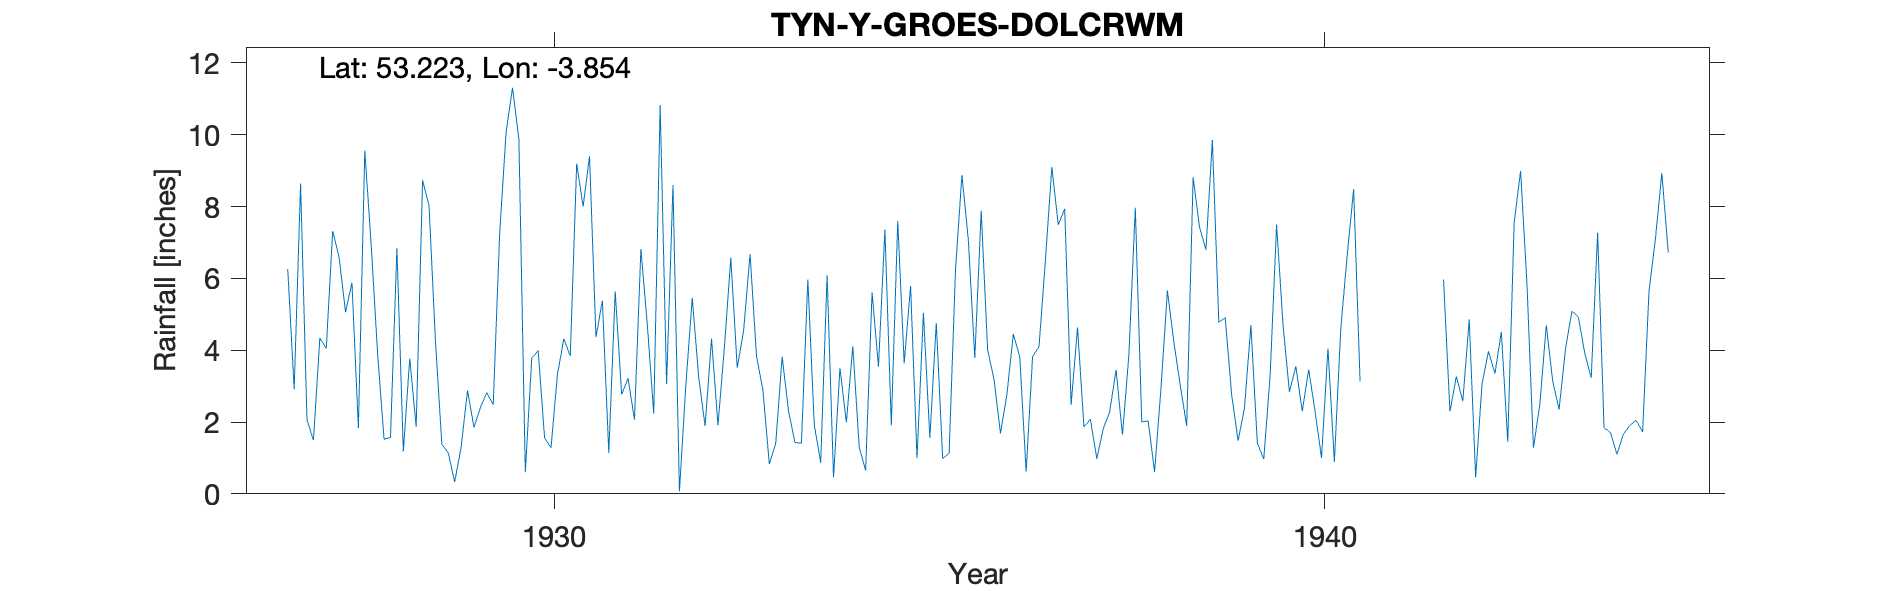 TYN-Y-GROES-DOLCRWM
Lat: 53.223, Lon: -3.854
12
10
8
6
4
2
0
Rainfall [inches]
1930
1940
Year